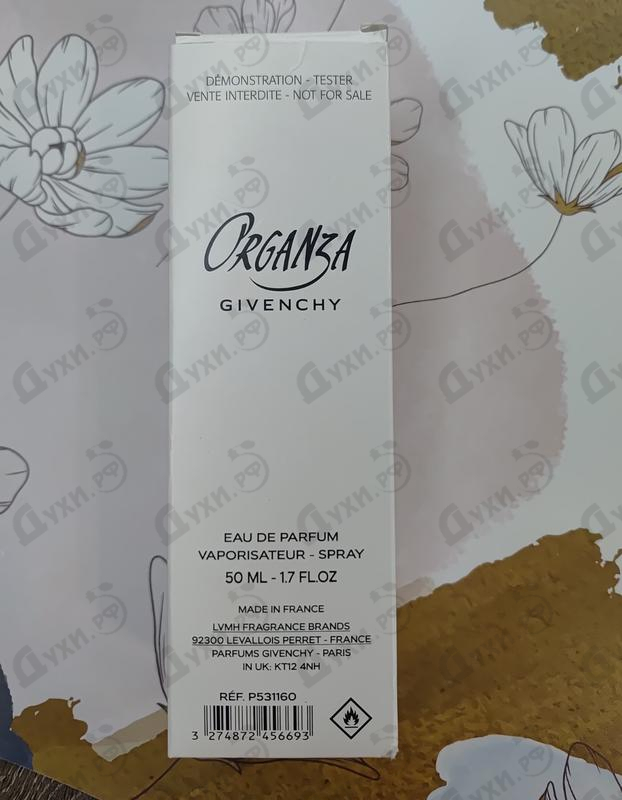 DÉMONSTRATION - TESTER
VENTE INTERDITE - NOT FOR SALE
ORGANZA
GIVENCHY
EAU DE PARFUM
VAPORISATEUR - SPRAY
50 ML - 1.7 FL.OZ
MADE IN FRANCE
LVMH FRAGRANCE BRANDS
92300 LEVALLOIS PERRET - FRANCE
PARFUMS GIVENCHY - PARIS
IN UK: KT12 4NH
RÉF. P531160
3 274872 456693
Духи.РФ